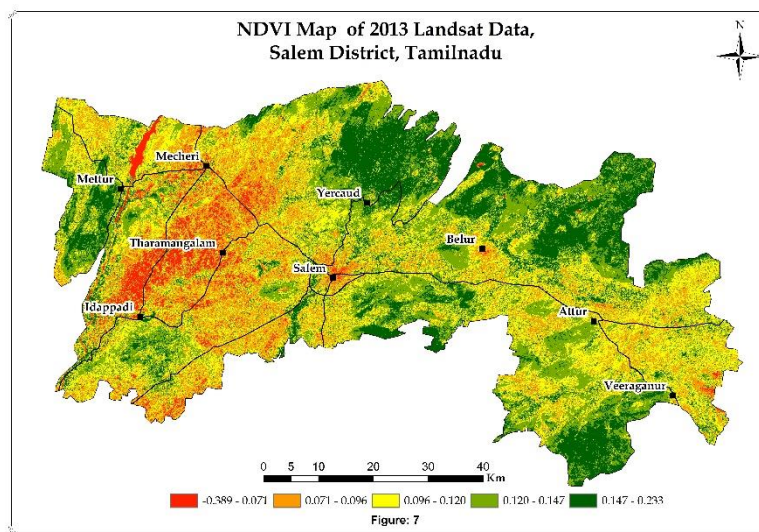 NDVI Map of 2013 Landsat Data,
Salem District, Tamilnadu
N
Mecheri
Mettur
Yercaud
Tharamangalam
Belur
Salem
Idappadi
Attur
Veeraganur
0 5 10 20 30 40
Km
-0.389 - 0.071 0.071 - 0.096 0.096 - 0.120 0.120 - 0.147 0.147 - 0.233
Figure: 7